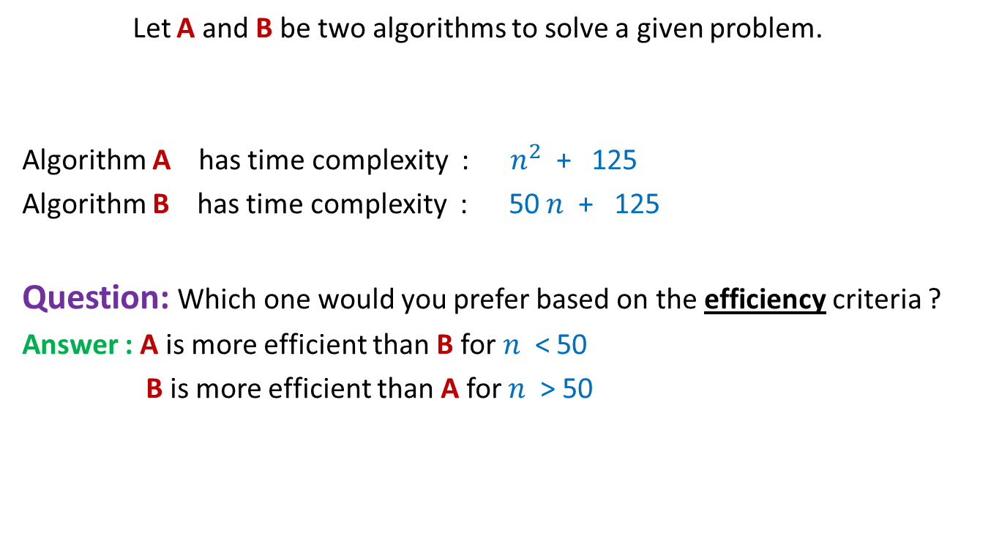 Let A and B be two algorithms to solve a given problem.
Algorithm A has time complexity : n² + 125
Algorithm B has time complexity : 50 n + 125
Question: Which one would you prefer based on the efficiency criteria ?
Answer : A is more efficient than B for n < 50
B is more efficient than A for n > 50